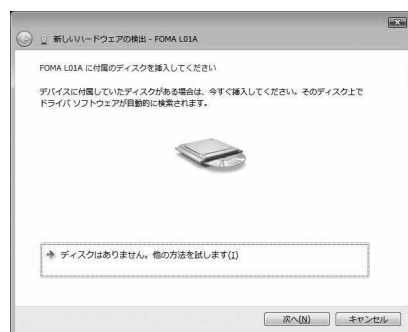 新しいハードウェアの検出 - FOMA L01A
FOMA L01A に付属のディスクを挿入してください
デバイスに付属していたディスクがある場合は、今すぐ挿入してください。そのディスク上で
ドライバ ソフトウェアが自動的に検索されます。
ディスクはありません。他の方法を試します(I)
次へ(N)
キャンセル